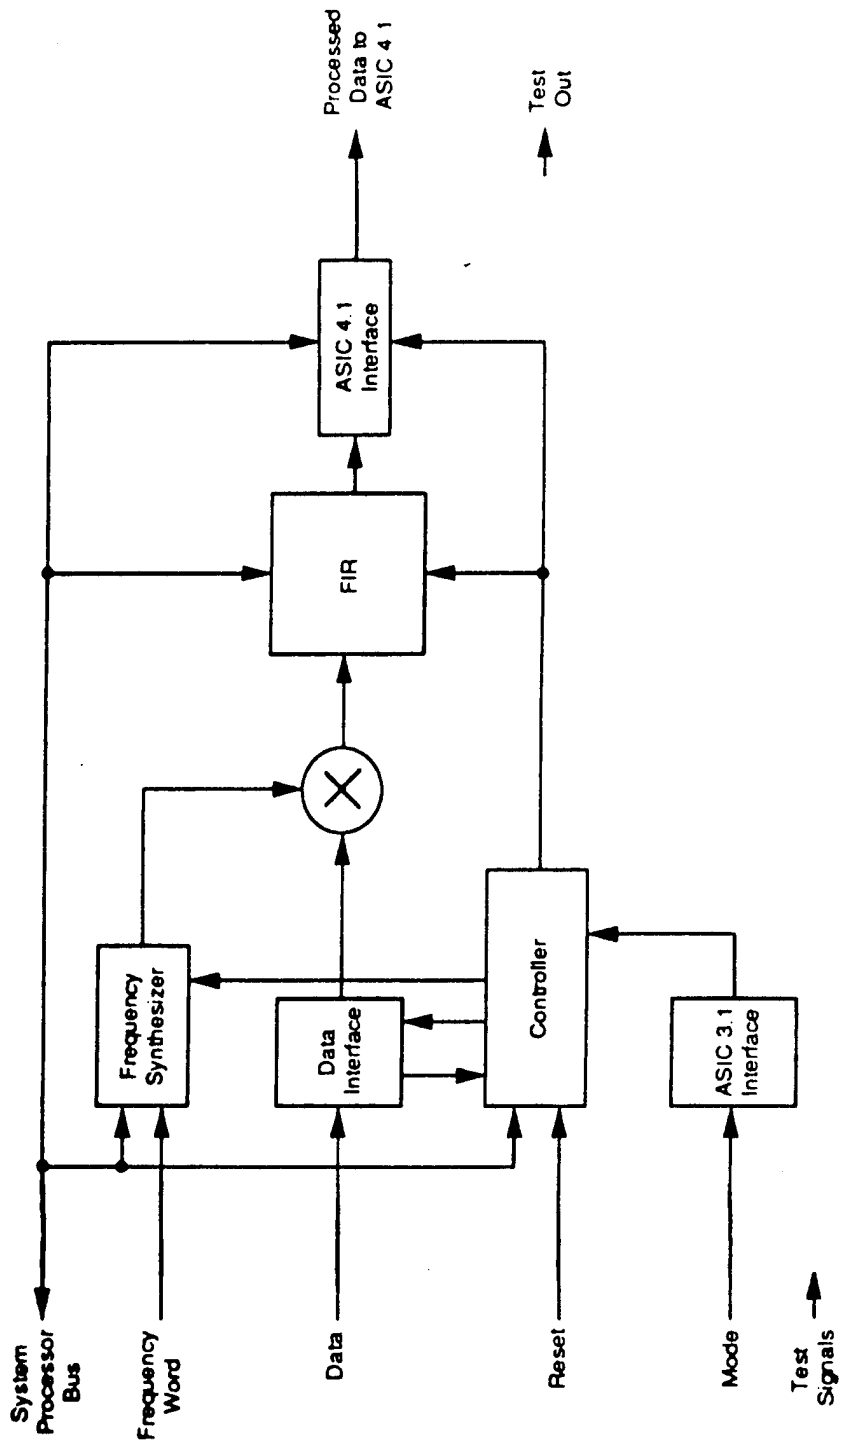 System
Processor
Bus
Frequency
Word
Data
Reset
Mode
Test
Signals
Frequency
Synthesizer
Data
Interface
Controller
ASIC 3.1
Interface
FIR
ASIC 4.1
Interface
Processed
Data to
ASIC 4.1
Test
Out